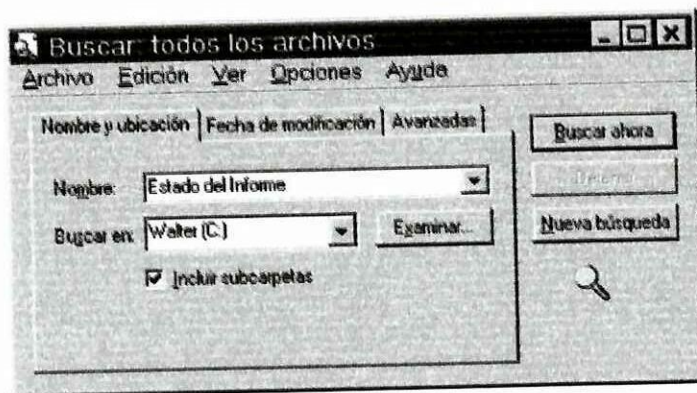 Buscar: todos los archivos
Archivo Edición Ver Opciones Ayuda
Nombre y ubicación Fecha de modificación Avanzadas
Buscar ahora
Nombre: Estado del Informe
Detener
Buscar en: Walter (C:) Examinar...
Nueva búsqueda
Incluir subcarpetas